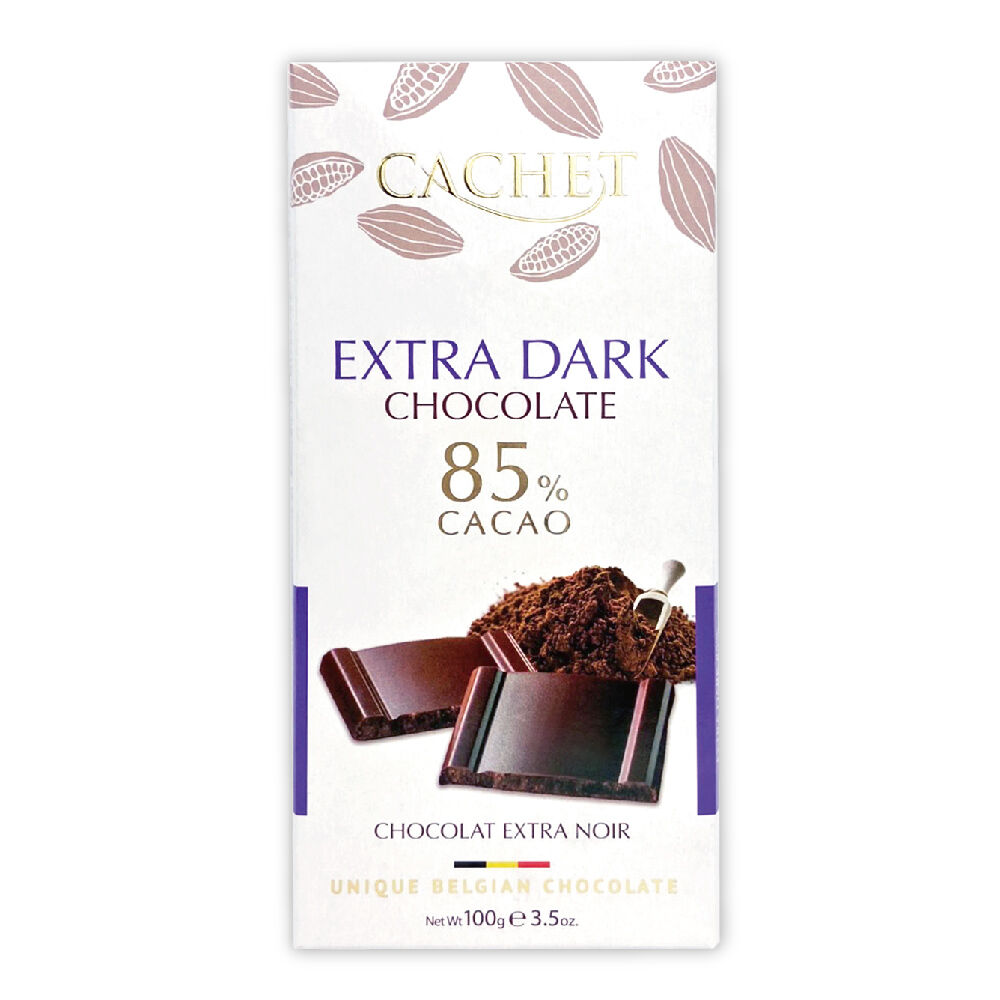 CACHET
EXTRA DARK
CHOCOLATE
85%
CACAO
CHOCOLAT EXTRA NOIR
UNIQUE BELGIAN CHOCOLATE
Net Wt 100g ℮ 3.5oz.